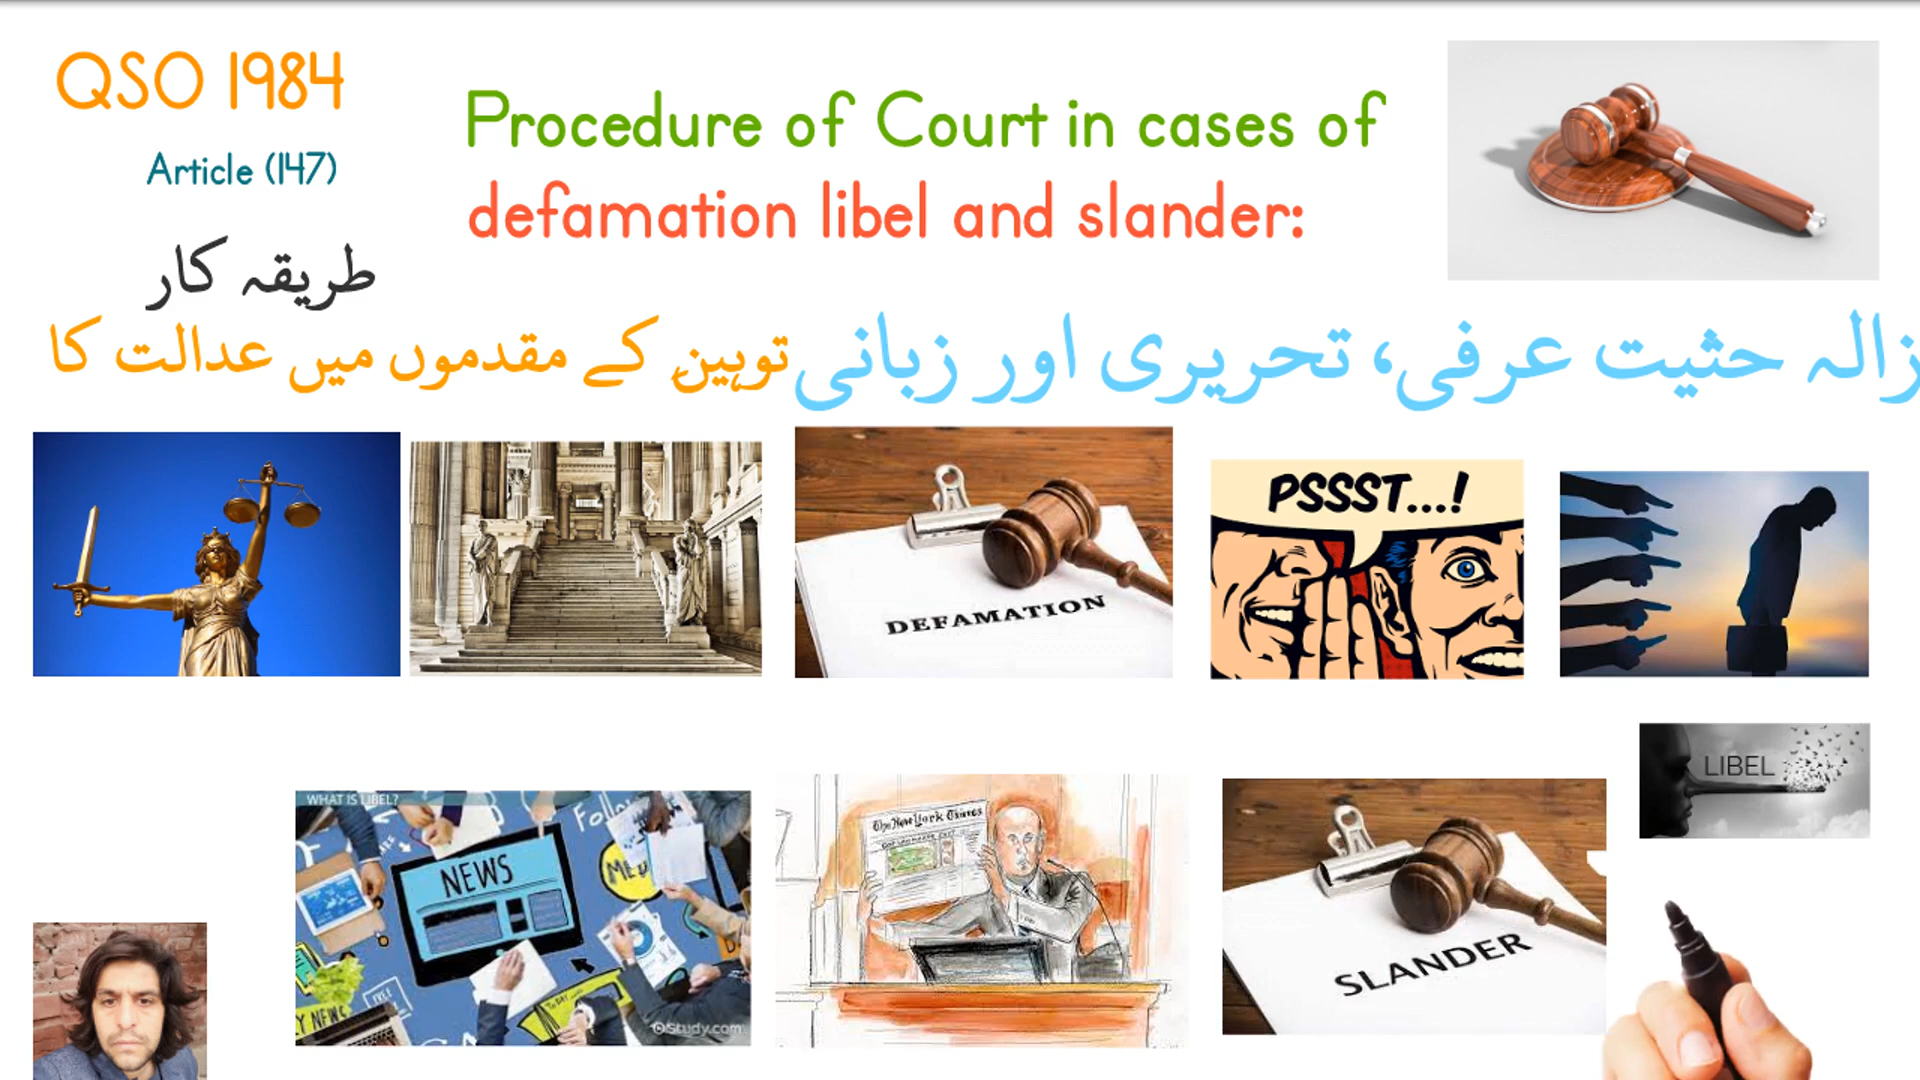 QSO 1984
Article (147)
Procedure of Court in cases of
defamation libel and slander:
طریقہ کار
زالہ حثیت عرفی، تحریری اور زبانی توہین کے مقدموں میں عدالت کا
DEFAMATION
PSSST...!
LIBEL
WHAT IS LIBEL?
NEWS
The New York Times
SLANDER
Study.com